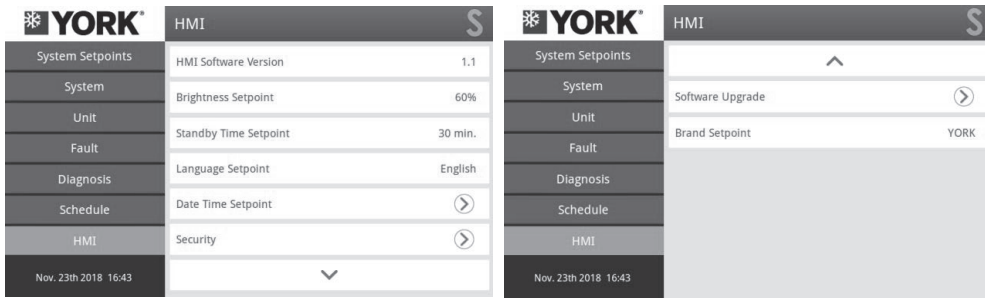 YORK
HMI
S
System Setpoints
System
Unit
Fault
Diagnosis
Schedule
HMI
Nov. 23th 2018 16:43
HMI Software Version 1.1
Brightness Setpoint 60%
Standby Time Setpoint 30 min.
Language Setpoint English
Date Time Setpoint
Security
YORK
HMI
S
System Setpoints
System
Unit
Fault
Diagnosis
Schedule
HMI
Nov. 23th 2018 16:43
Software Upgrade
Brand Setpoint YORK